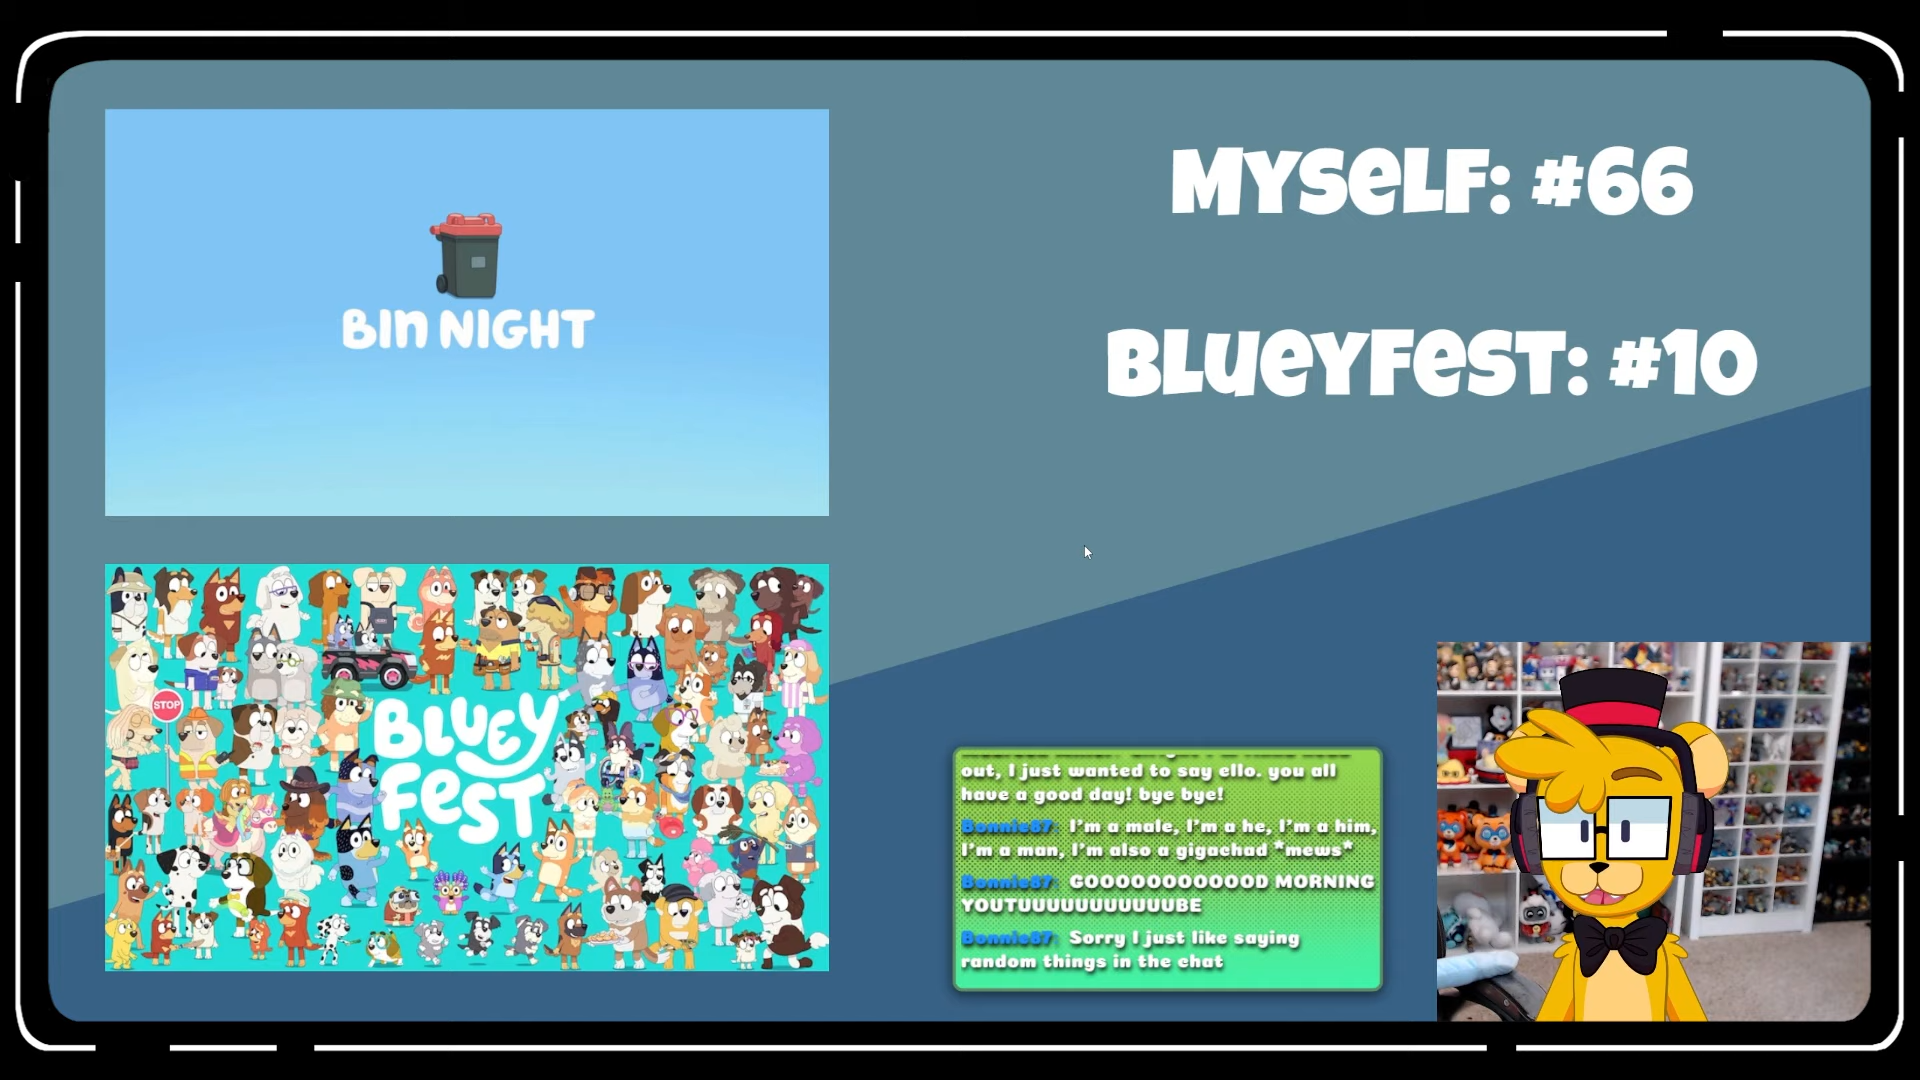 BIN NIGHT
MYSELF: #66
BLUEYFEST: #10
STOP
BLUEY
FEST
out, I just wanted to say ello. you all
have a good day! bye bye!
Bonnie87: I'm a male, I'm a he, I'm a him,
I'm a man, I'm also a gigachad *mews*
Bonnie87: GOOOOOOOOOOOD MORNING
YOUTUUUUUUUUUUUBE
Bonnie87: Sorry I just like saying
random things in the chat